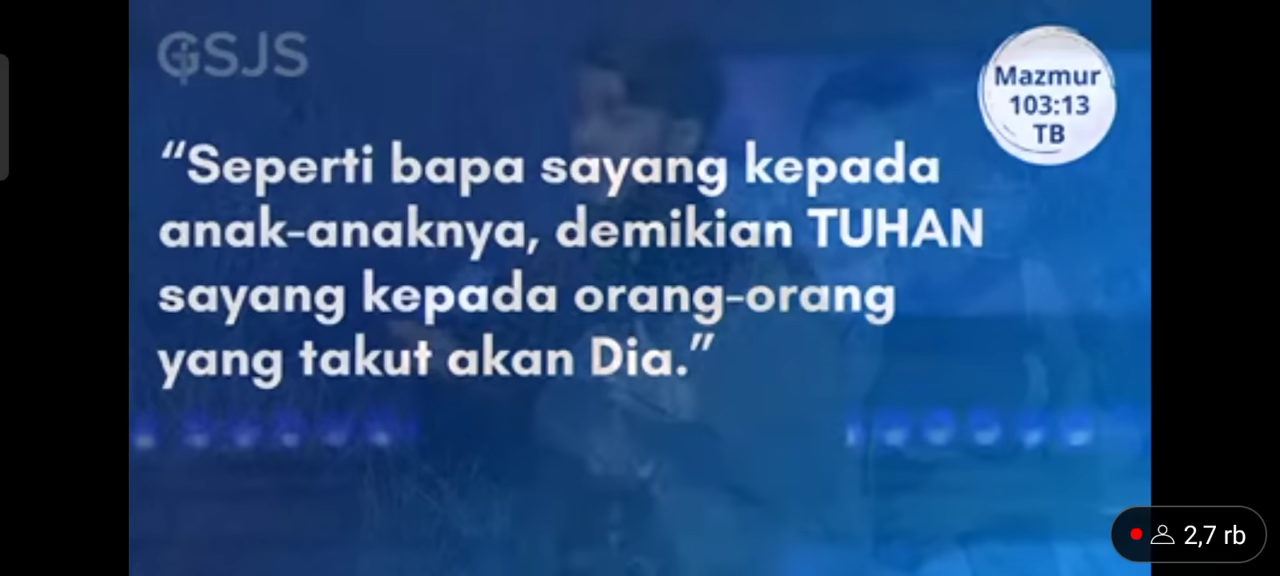 GSJS
Mazmur
103:13
TB
“Seperti bapa sayang kepada
anak-anaknya, demikian TUHAN
sayang kepada orang-orang
yang takut akan Dia.”
2,7 rb